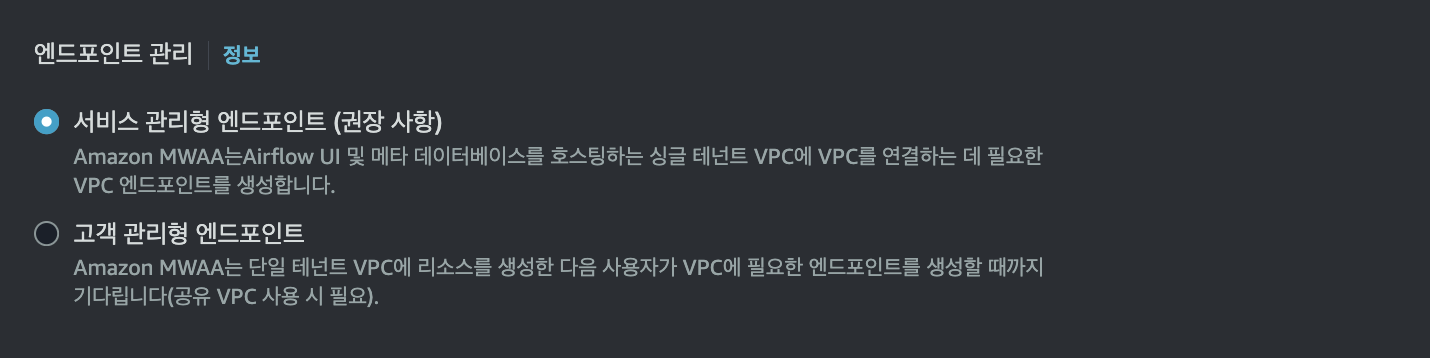 엔드포인트 관리 정보
서비스 관리형 엔드포인트 (권장 사항)
Amazon MWAA는Airflow UI 및 메타 데이터베이스를 호스팅하는 싱글 테넌트 VPC에 VPC를 연결하는 데 필요한
VPC 엔드포인트를 생성합니다.
고객 관리형 엔드포인트
Amazon MWAA는 단일 테넌트 VPC에 리소스를 생성한 다음 사용자가 VPC에 필요한 엔드포인트를 생성할 때까지
기다립니다(공유 VPC 사용 시 필요).